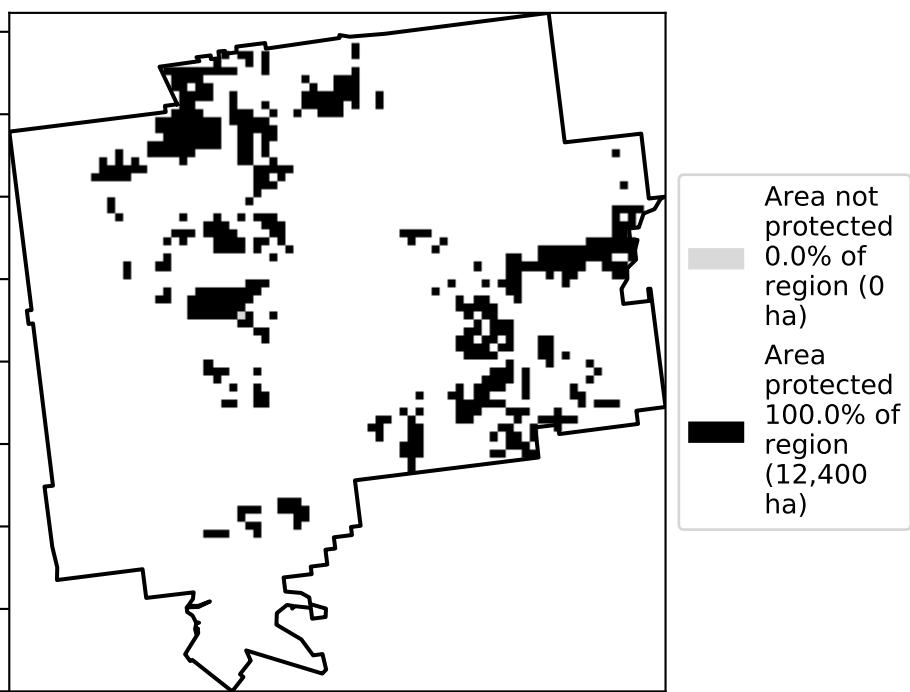 Area not
protected
0.0% of
region (0
ha)
Area
protected
100.0% of
region
(12,400
ha)